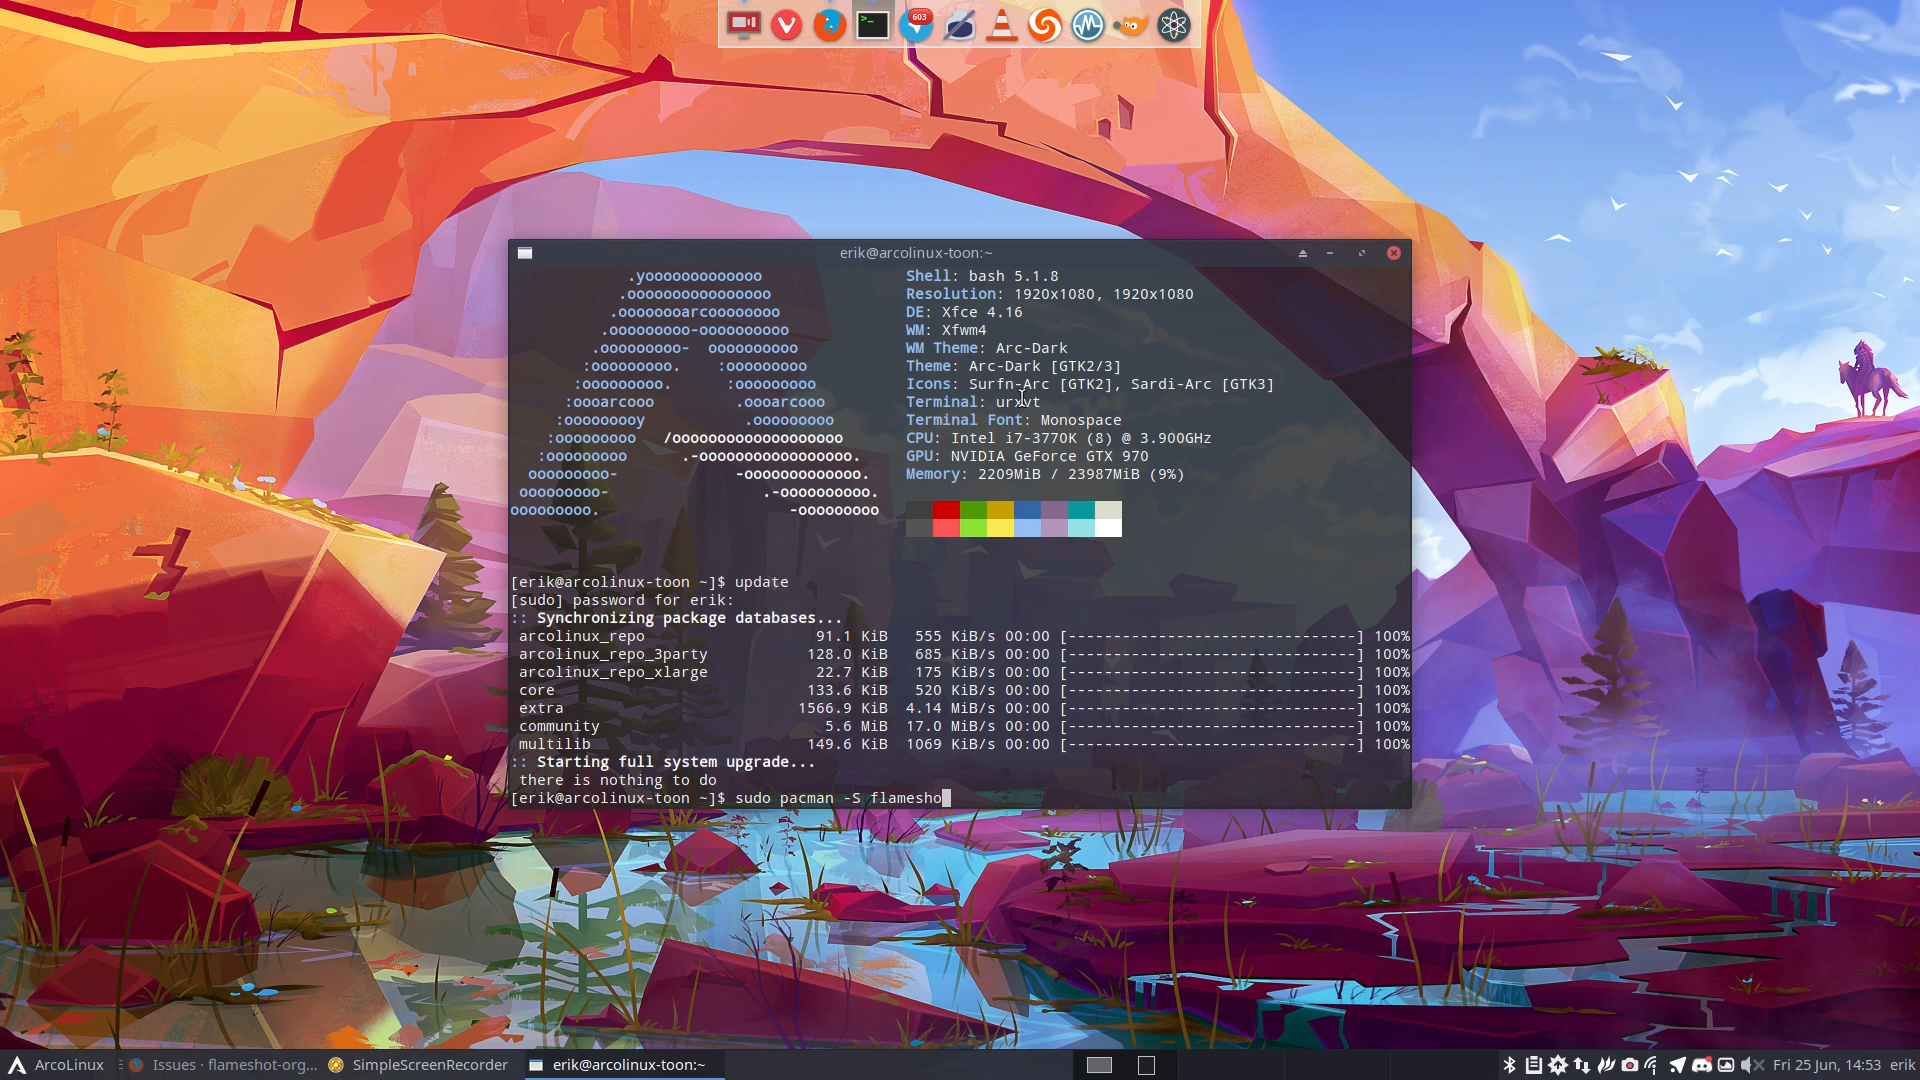 603
erik@arcolinux-toon:~
.yooooooooooooo Shell: bash 5.1.8
.oooooooooooooooo Resolution: 1920x1080, 1920x1080
.ooooooooarcoooooooo DE: Xfce 4.16
.ooooooooo-oooooooooo WM: Xfwm4
.ooooooooo- oooooooooo WM Theme: Arc-Dark
:ooooooooo. :ooooooooo Theme: Arc-Dark [GTK2/3]
:ooooooooo. :ooooooooo Icons: Surfn-Arc [GTK2], Sardi-Arc [GTK3]
:oooarcooo .oooarcooo Terminal: urxvt
:ooooooooy .ooooooooo Terminal Font: Monospace
:ooooooooo /ooooooooooooooooooo CPU: Intel i7-3770K (8) @ 3.900GHz
:ooooooooo .-ooooooooooooooooo. GPU: NVIDIA GeForce GTX 970
ooooooooo- -ooooooooooooo. Memory: 2209MiB / 23987MiB (9%)
ooooooooo- .-oooooooooo.
ooooooooo. -ooooooooo
[erik@arcolinux-toon ~]$ update
[sudo] password for erik:
:: Synchronizing package databases...
arcolinux_repo 91.1 KiB 555 KiB/s 00:00 [--------------------------------] 100%
arcolinux_repo_3party 128.0 KiB 685 KiB/s 00:00 [--------------------------------] 100%
arcolinux_repo_xlarge 22.7 KiB 175 KiB/s 00:00 [--------------------------------] 100%
core 133.6 KiB 520 KiB/s 00:00 [--------------------------------] 100%
extra 1566.9 KiB 4.14 MiB/s 00:00 [--------------------------------] 100%
community 5.6 MiB 17.0 MiB/s 00:00 [--------------------------------] 100%
multilib 149.6 KiB 1069 KiB/s 00:00 [--------------------------------] 100%
:: Starting full system upgrade...
there is nothing to do
[erik@arcolinux-toon ~]$ sudo pacman -S flamesho
ArcoLinux Issues · flameshot-org... SimpleScreenRecorder erik@arcolinux-toon:~ Fri 25 Jun, 14:53 erik